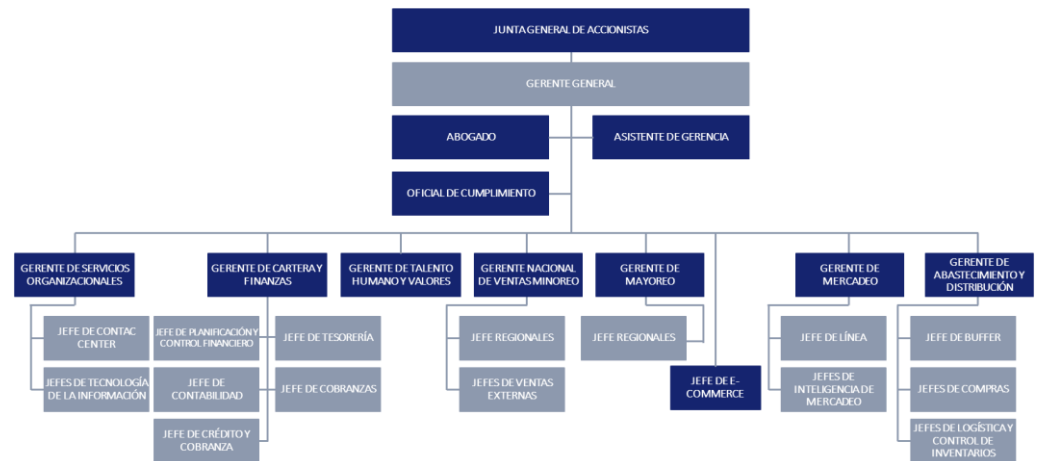 JUNTA GENERAL DE ACCIONISTAS
GERENTE GENERAL
ABOGADO
ASISTENTE DE GERENCIA
OFICIAL DE CUMPLIMIENTO
GERENTE DE SERVICIOS
ORGANIZACIONALES
GERENTE DE CARTERA Y
FINANZAS
GERENTE DE TALENTO
HUMANO Y VALORES
GERENTE NACIONAL
DE VENTAS MINOREO
GERENTE DE
MAYOREO
GERENTE DE
MERCADEO
GERENTE DE
ABASTECIMIENTO Y
DISTRIBUCIÓN
JEFE DE CONTAC
CENTER
JEFE DE PLANIFICACIÓN Y
CONTROL FINANCIERO
JEFE DE TESORERÍA
JEFE REGIONALES
JEFE REGIONALES
JEFE DE LÍNEA
JEFE DE BUFFER
JEFES DE TECNOLOGÍA
DE LA INFORMACIÓN
JEFE DE
CONTABILIDAD
JEFE DE COBRANZAS
JEFES DE VENTAS
EXTERNAS
JEFE DE E-
COMMERCE
JEFES DE
INTELIGENCIA DE
MERCADEO
JEFES DE COMPRAS
JEFE DE CRÉDITO Y
COBRANZA
JEFES DE LOGÍSTICA Y
CONTROL DE
INVENTARIOS